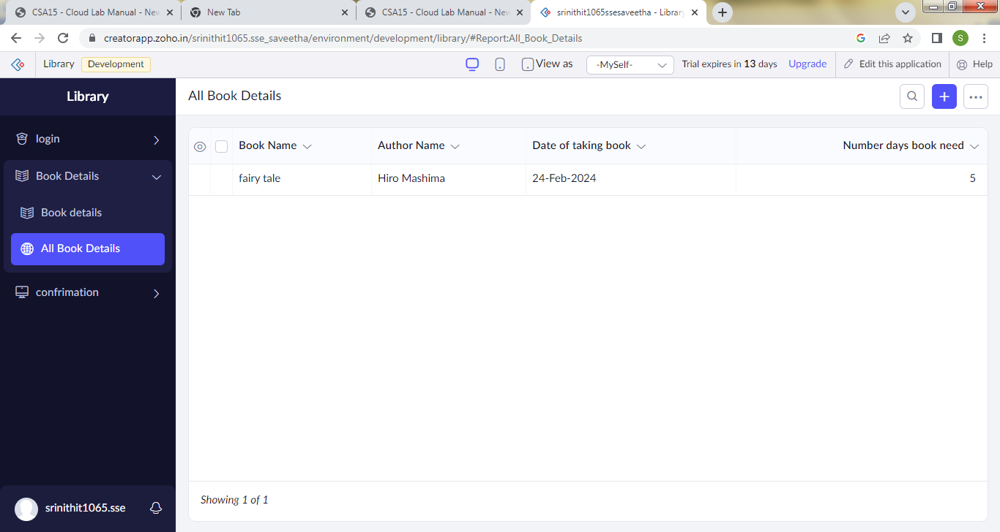 CSA15 - Cloud Lab Manual - New
New Tab
CSA15 - Cloud Lab Manual - New
srinithit1065ssesaveetha - Library
creatorapp.zoho.in/srinithit1065.sse_saveetha/environment/development/library/#Report:All_Book_Details
S
Library
Development
View as
-MySelf-
Trial expires in 13 days
Upgrade
Edit this application
Help
Library
All Book Details
login
Book Details
Book details
All Book Details
confrimation
Book Name
Author Name
Date of taking book
Number days book need
fairy tale
Hiro Mashima
24-Feb-2024
5
Showing 1 of 1
srinithit1065.sse